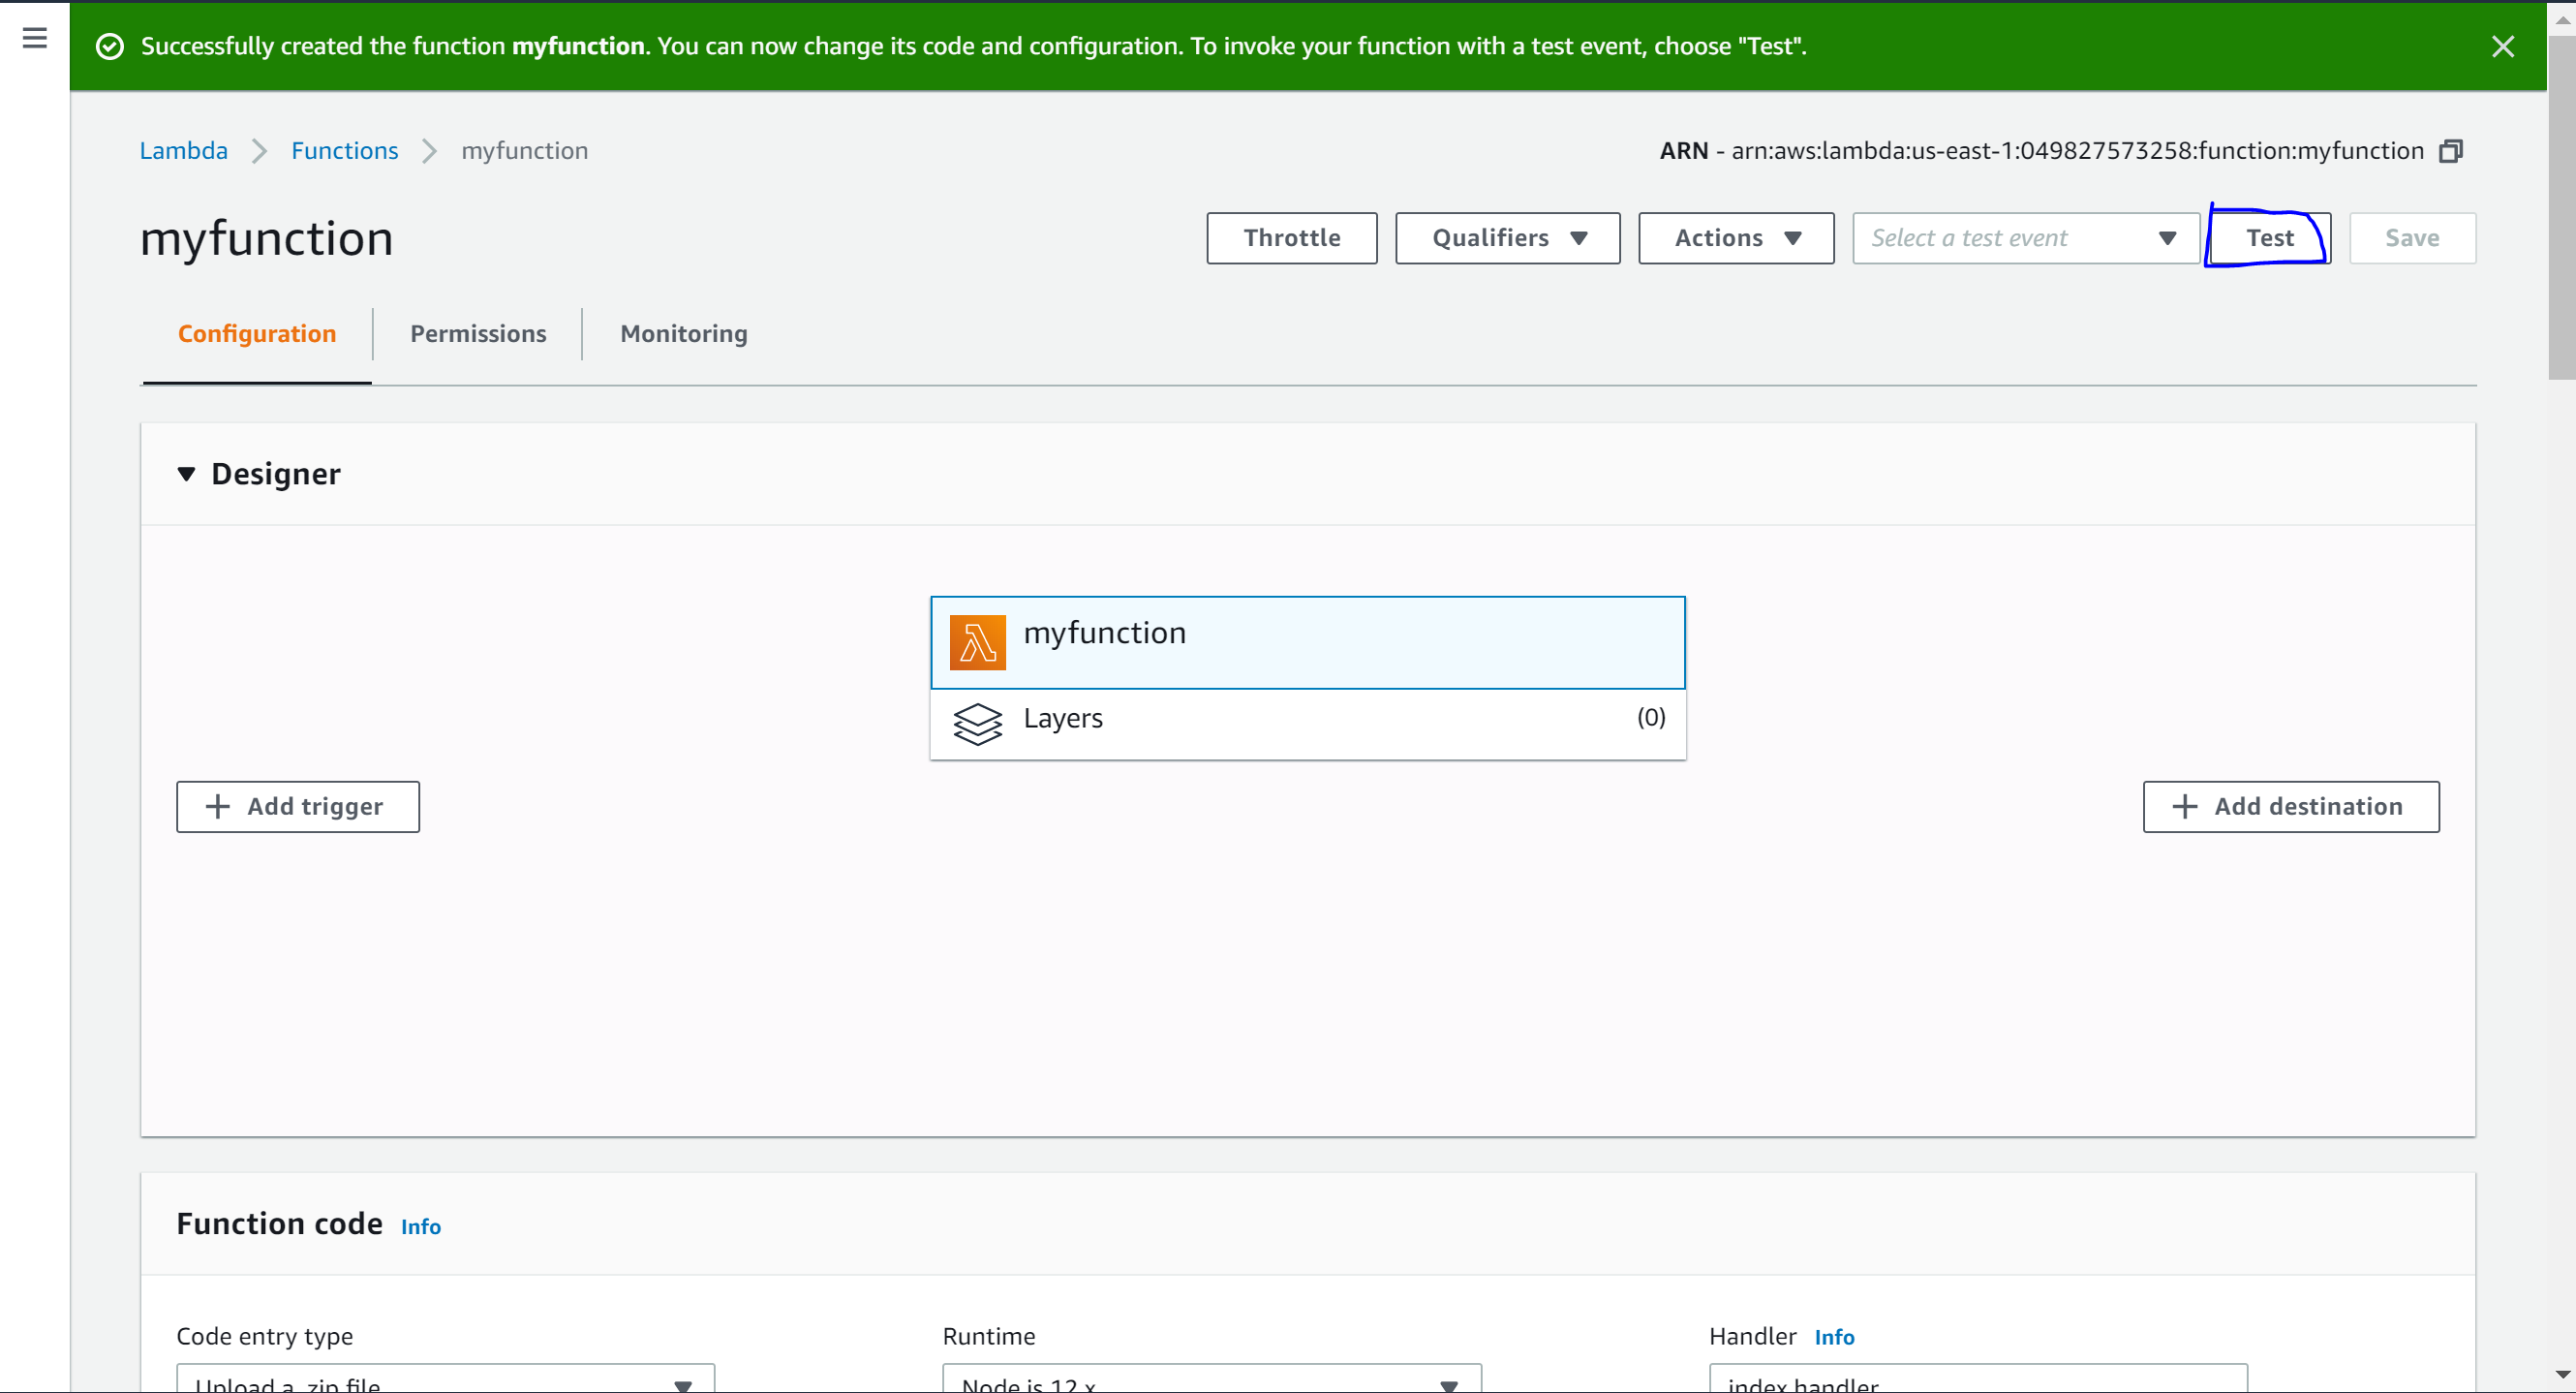 Successfully created the function myfunction. You can now change its code and configuration. To invoke your function with a test event, choose "Test".
Lambda Functions myfunction
ARN - arn:aws:lambda:us-east-1:049827573258:function:myfunction
myfunction
Throttle Qualifiers Actions Select a test event Test Save
Configuration Permissions Monitoring
Designer
myfunction
Layers (0)
Add trigger
Add destination
Function code Info
Code entry type
Runtime
Handler Info
Upload a .zip file
Node.js 12.x
index.handler